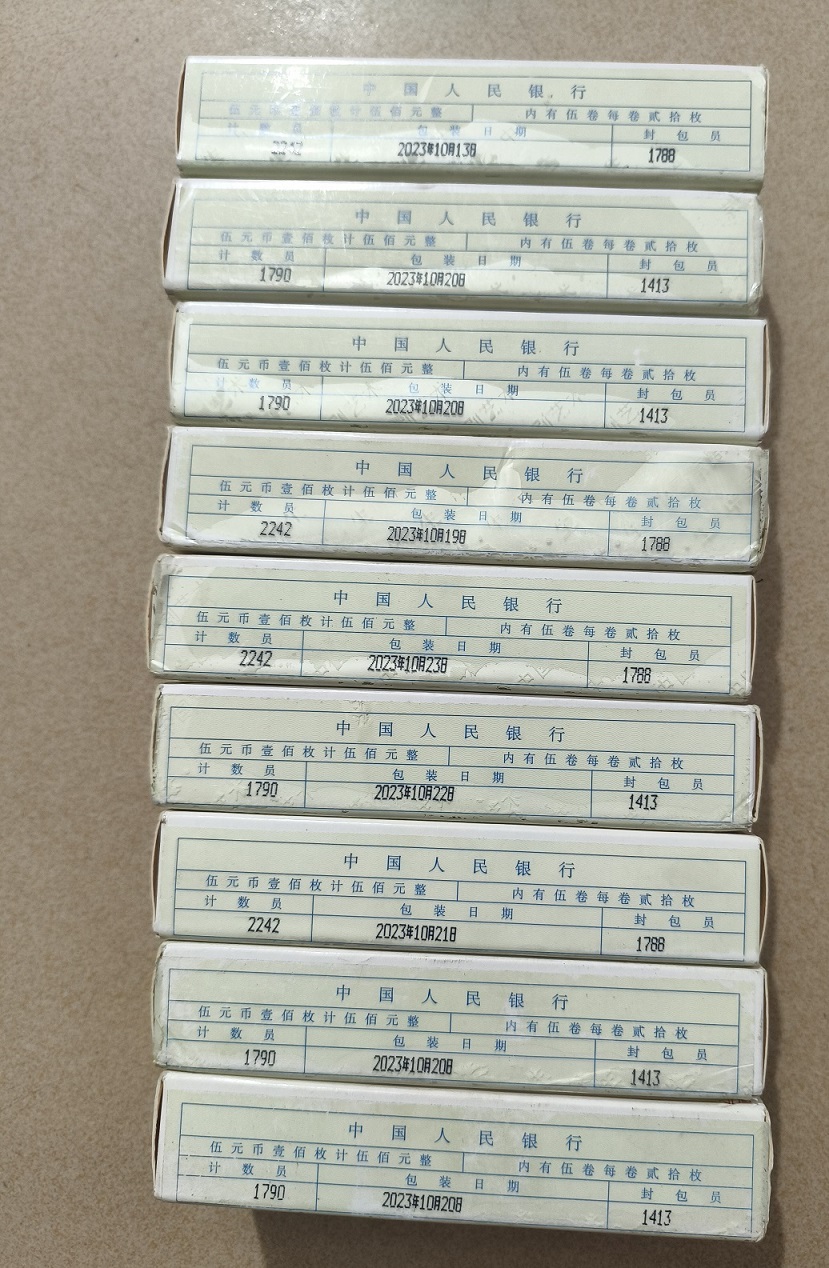 中国人民银行
伍元币壹佰枚计伍佰元整 内有伍卷每卷贰拾枚
计数员 包装日期 封包员
2242 2023年10月13日 1788
中国人民银行
伍元币壹佰枚计伍佰元整 内有伍卷每卷贰拾枚
计数员 包装日期 封包员
1790 2023年10月20日 1413
中国人民银行
伍元币壹佰枚计伍佰元整 内有伍卷每卷贰拾枚
计数员 包装日期 封包员
1790 2023年10月20日 1413
中国人民银行
伍元币壹佰枚计伍佰元整 内有伍卷每卷贰拾枚
计数员 包装日期 封包员
2242 2023年10月19日 1788
中国人民银行
伍元币壹佰枚计伍佰元整 内有伍卷每卷贰拾枚
计数员 包装日期 封包员
2242 2023年10月23日 1788
中国人民银行
伍元币壹佰枚计伍佰元整 内有伍卷每卷贰拾枚
计数员 包装日期 封包员
1790 2023年10月22日 1413
中国人民银行
伍元币壹佰枚计伍佰元整 内有伍卷每卷贰拾枚
计数员 包装日期 封包员
2242 2023年10月21日 1788
中国人民银行
伍元币壹佰枚计伍佰元整 内有伍卷每卷贰拾枚
计数员 包装日期 封包员
1790 2023年10月20日 1413
中国人民银行
伍元币壹佰枚计伍佰元整 内有伍卷每卷贰拾枚
计数员 包装日期 封包员
1790 2023年10月20日 1413